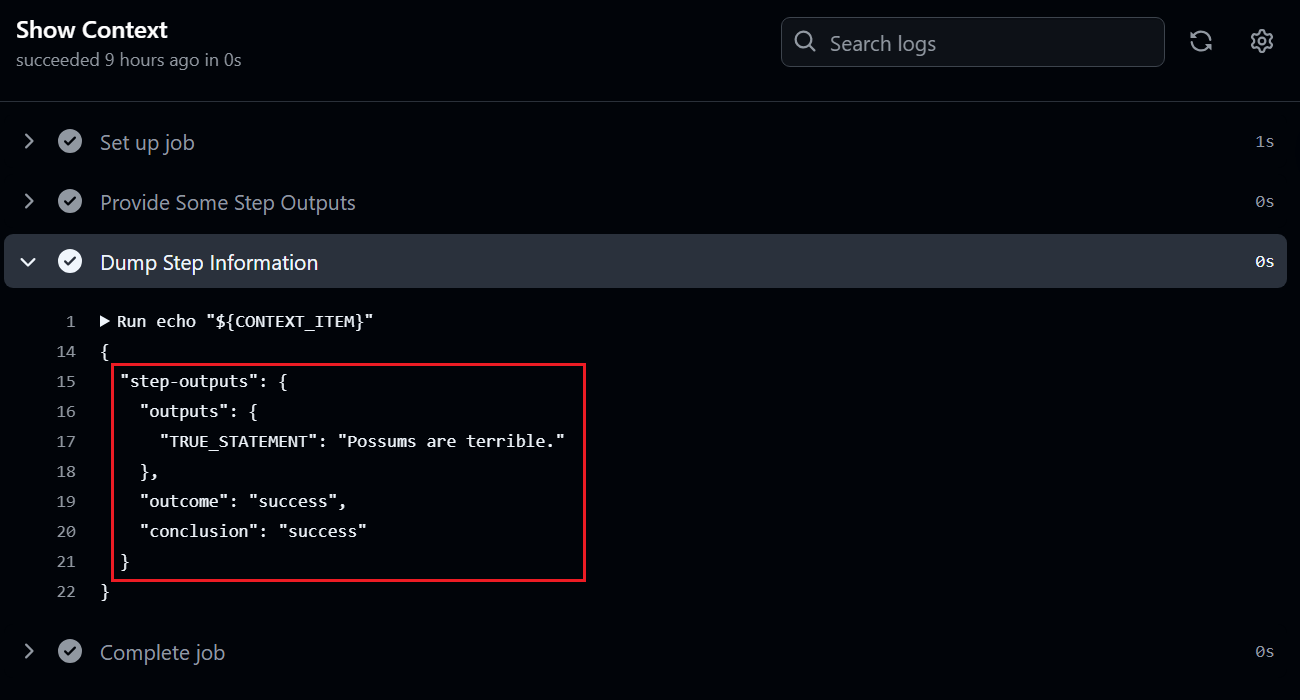 Show Context
succeeded 9 hours ago in 0s
Search logs
Set up job 1s
Provide Some Step Outputs 0s
Dump Step Information 0s
1 Run echo "${CONTEXT_ITEM}"
14 {
15 "step-outputs": {
16 "outputs": {
17 "TRUE_STATEMENT": "Possums are terrible."
18 },
19 "outcome": "success",
20 "conclusion": "success"
21 }
22 }
Complete job 0s